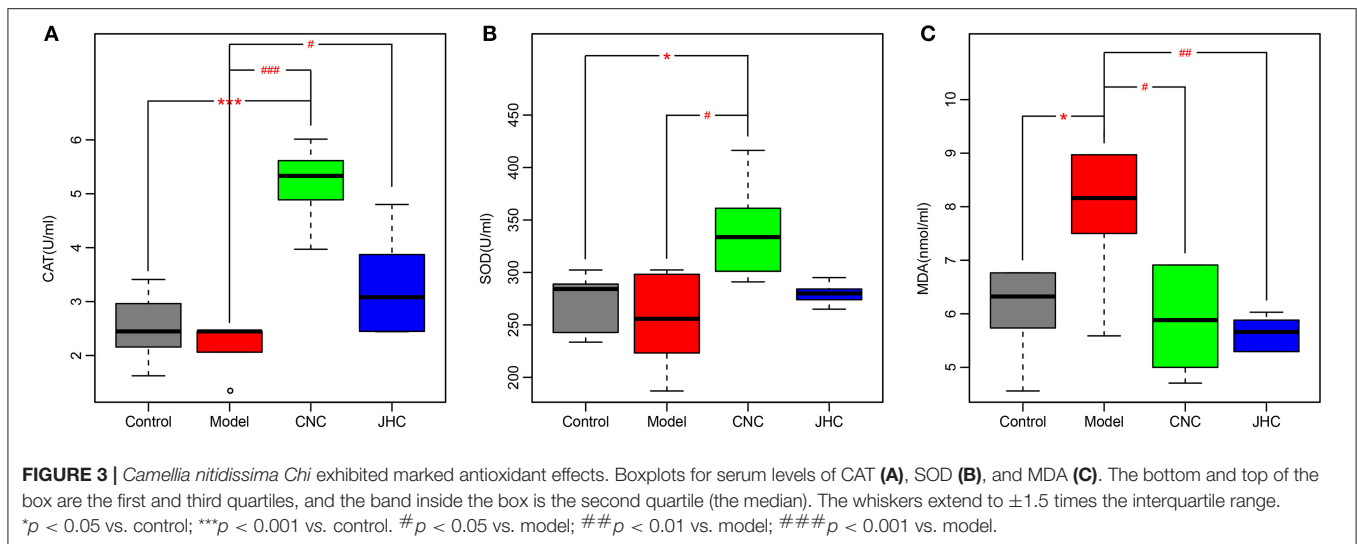 A
B
C
#
###
***
*
#
##
#
*
CAT(U/ml)
6
5
4
3
2
SOD(U/ml)
450
400
350
300
250
200
MDA(nmol/ml)
10
9
8
7
6
5
Control Model CNC JHC
Control Model CNC JHC
Control Model CNC JHC
FIGURE 3 | Camellia nitidissima Chi exhibited marked antioxidant effects. Boxplots for serum levels of CAT (A), SOD (B), and MDA (C). The bottom and top of the
box are the first and third quartiles, and the band inside the box is the second quartile (the median). The whiskers extend to ±1.5 times the interquartile range.
*p < 0.05 vs. control; ***p < 0.001 vs. control. #p < 0.05 vs. model; ##p < 0.01 vs. model; ###p < 0.001 vs. model.